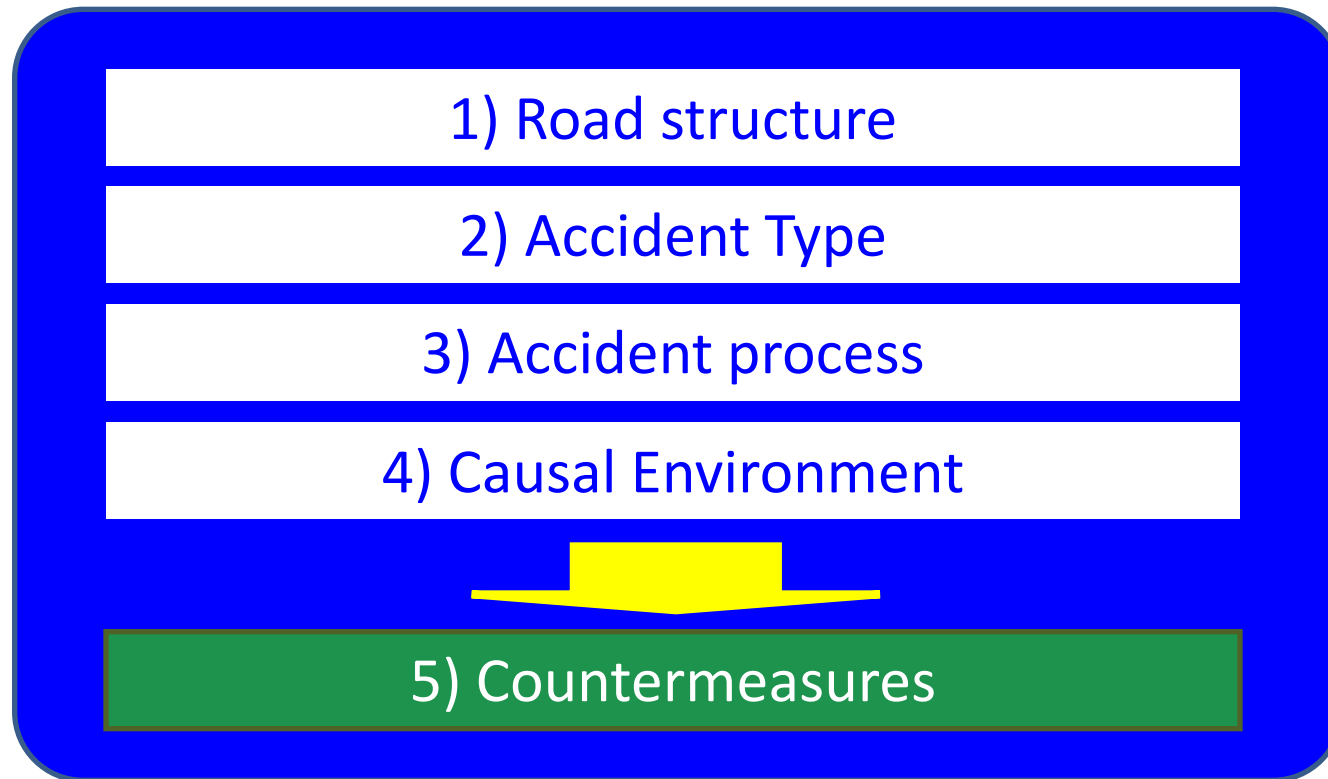 1) Road structure
2) Accident Type
3) Accident process
4) Causal Environment
5) Countermeasures